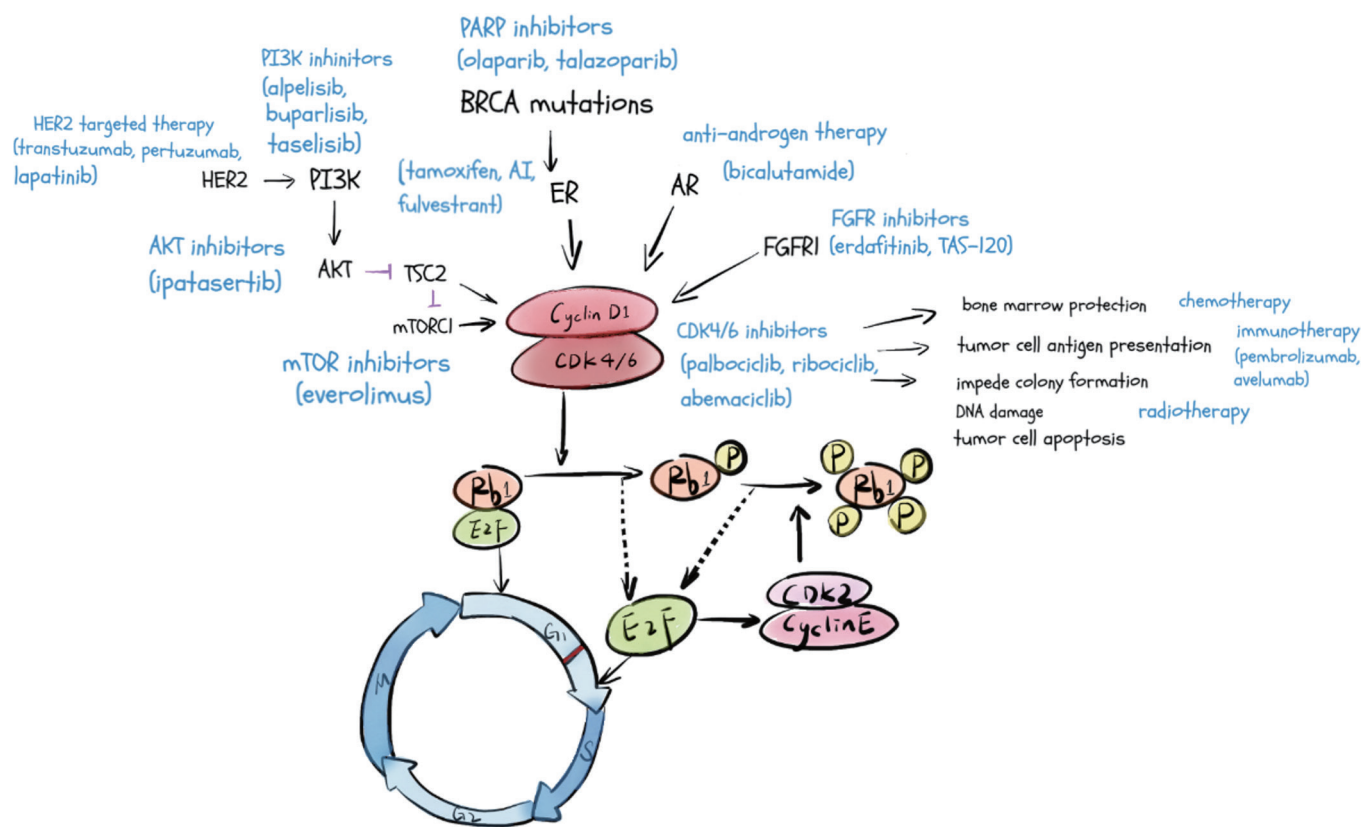 PARP inhibitors
(olaparib, talazoparib)
BRCA mutations
PI3K inhinitors
(alpelisib,
buparlisib,
taselisib)
HER2 targeted therapy
(transtuzumab, pertuzumab,
lapatinib)
HER2
PI3K
(tamoxifen, AI,
fulvestrant)
ER
anti-androgen therapy
(bicalutamide)
AR
FGFR inhibitors
(erdafitinib, TAS-120)
FGFR1
AKT inhibitors
(ipatasertib)
AKT
TSC2
mTORC1
mTOR inhibitors
(everolimus)
Cyclin D1
CDK4/6
CDK4/6 inhibitors
(palbociclib, ribociclib,
abemaciclib)
bone marrow protection
chemotherapy
tumor cell antigen presentation
immunotherapy
(pembrolizumab,
avelumab)
impede colony formation
DNA damage
radiotherapy
tumor cell apoptosis
Rb1
E2F
Rb1
P
P
P
Rb1
P
P
E2F
CDK2
CyclinE
G1
S
G2
M